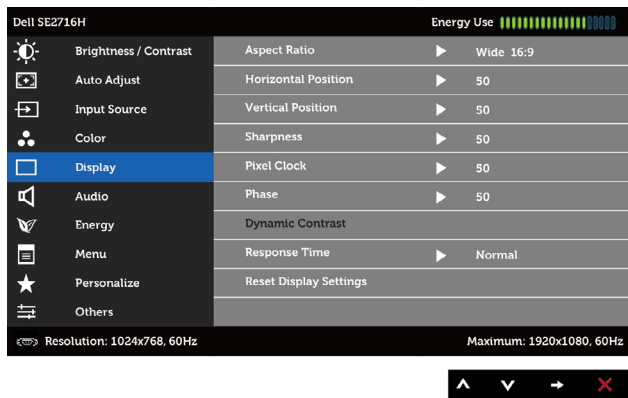 Dell SE2716H
Energy Use
Brightness / Contrast
Auto Adjust
Input Source
Color
Display
Audio
Energy
Menu
Personalize
Others
Aspect Ratio Wide 16:9
Horizontal Position 50
Vertical Position 50
Sharpness 50
Pixel Clock 50
Phase 50
Dynamic Contrast
Response Time Normal
Reset Display Settings
Resolution: 1024x768, 60Hz
Maximum: 1920x1080, 60Hz